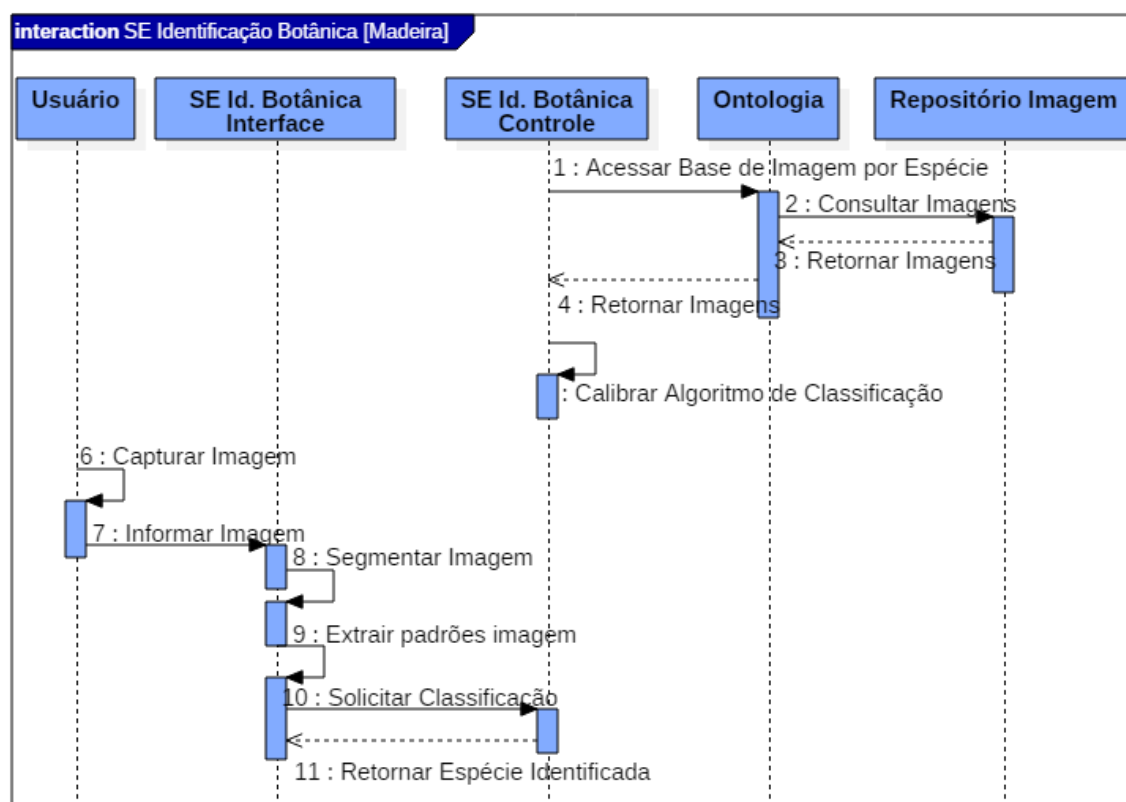 interaction SE Identificação Botânica [Madeira]
Usuário
SE Id. Botânica
Interface
SE Id. Botânica
Controle
Ontologia
Repositório Imagem
1 : Acessar Base de Imagem por Espécie
2 : Consultar Imagens
3 : Retornar Imagens
4 : Retornar Imagens
: Calibrar Algoritmo de Classificação
6 : Capturar Imagem
7 : Informar Imagem
8 : Segmentar Imagem
9 : Extrair padrões imagem
10 : Solicitar Classificação
11 : Retornar Espécie Identificada